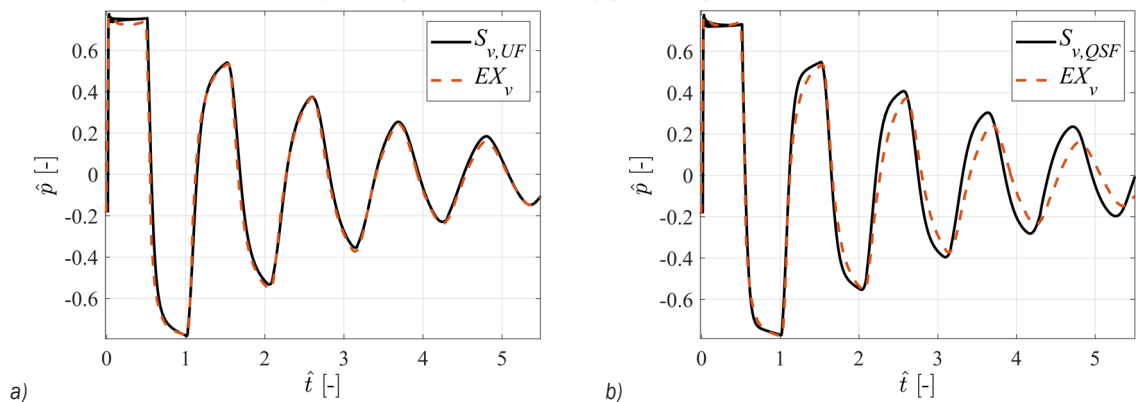 S_{v,UF}
EX_v
0.6
0.4
0.2
0
-0.2
-0.4
-0.6
p̂ [-]
0 1 2 3 4 5
t̂ [-]
a)
S_{v,QSF}
EX_v
0.6
0.4
0.2
0
-0.2
-0.4
-0.6
p̂ [-]
0 1 2 3 4 5
t̂ [-]
b)